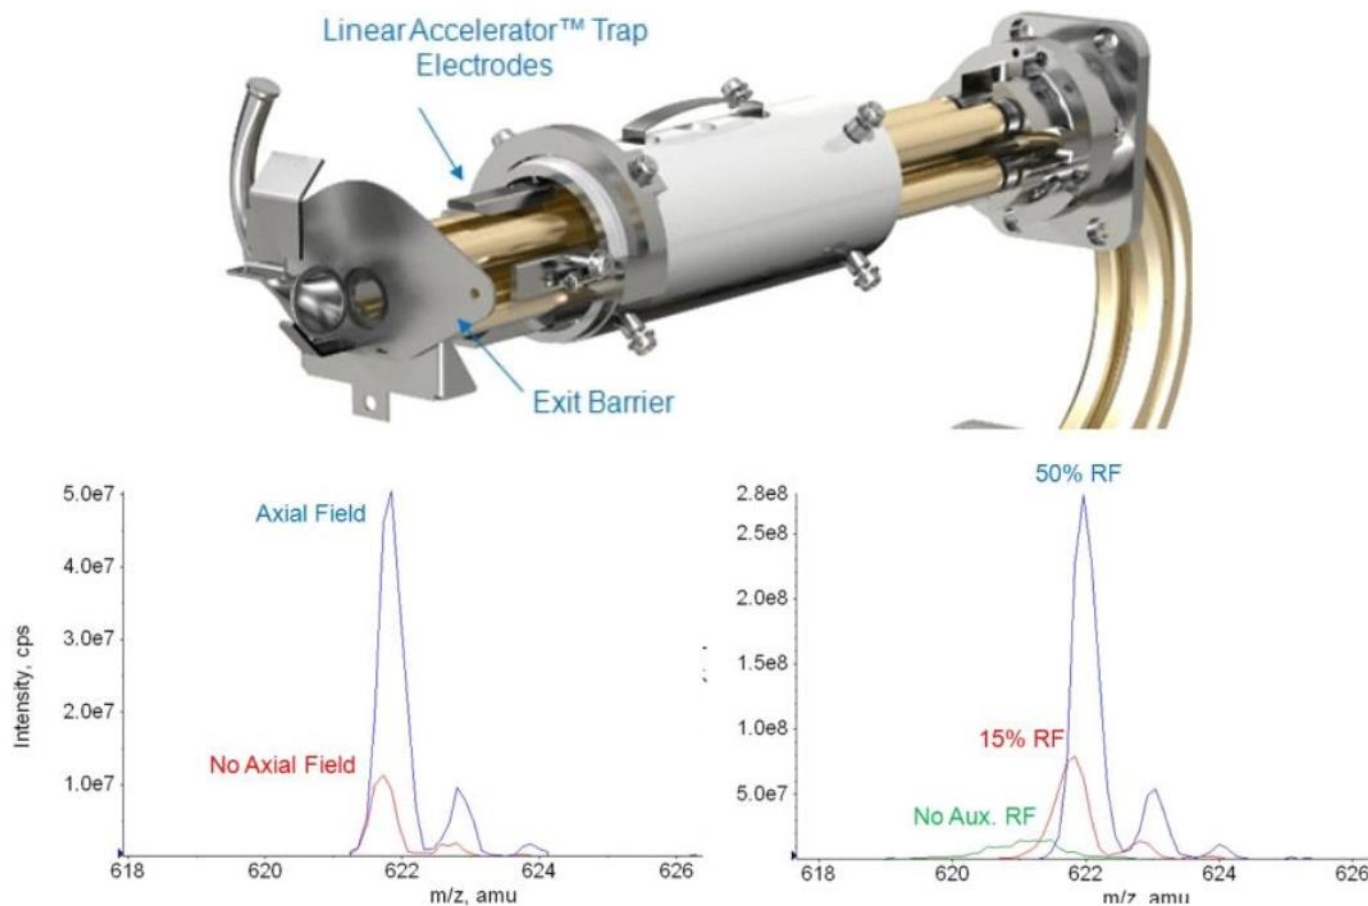 Linear Accelerator™ Trap
Electrodes
Exit Barrier
5.0e7
Axial Field
4.0e7
3.0e7
Intensity, cps
2.0e7
No Axial Field
1.0e7
618
620
622
624
626
m/z, amu
50% RF
2.8e8
2.5e8
2.0e8
1.5e8
1.0e8
15% RF
5.0e7
No Aux. RF
618
620
622
624
626
m/z, amu